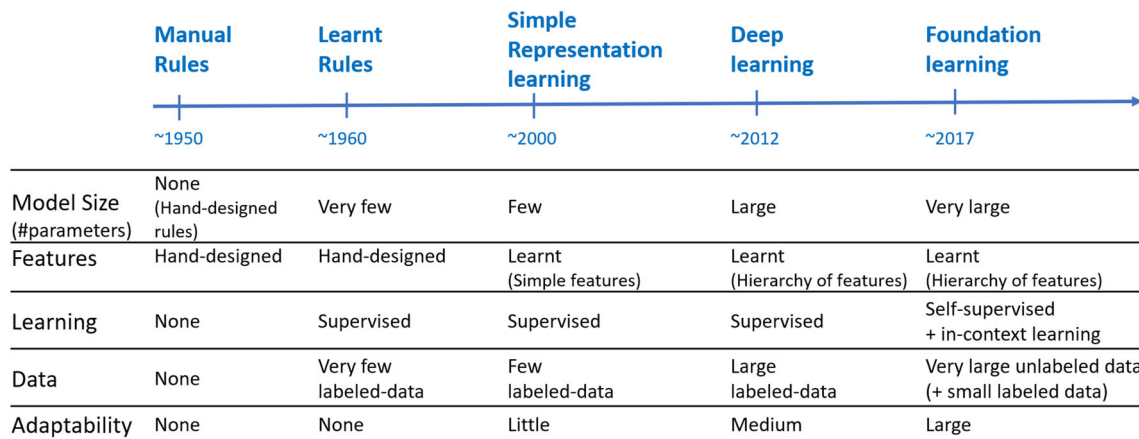 Manual Rules
Learnt Rules
Simple Representation learning
Deep learning
Foundation learning
~1950
~1960
~2000
~2012
~2017
Model Size (#parameters)
None (Hand-designed rules)
Very few
Few
Large
Very large
Features
Hand-designed
Hand-designed
Learnt (Simple features)
Learnt (Hierarchy of features)
Learnt (Hierarchy of features)
Learning
None
Supervised
Supervised
Supervised
Self-supervised + in-context learning
Data
None
Very few labeled-data
Few labeled-data
Large labeled-data
Very large unlabeled data (+ small labeled data)
Adaptability
None
None
Little
Medium
Large